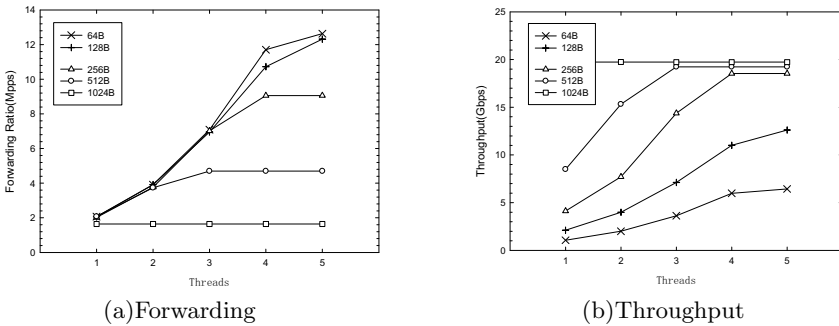 14
12
10
8
6
4
2
0
Forwarding Ratio(Mpps)
64B
128B
256B
512B
1024B
1 2 3 4 5
Threads
(a)Forwarding
25
20
15
10
5
0
Throughput(Gbps)
64B
128B
256B
512B
1024B
1 2 3 4 5
Threads
(b)Throughput